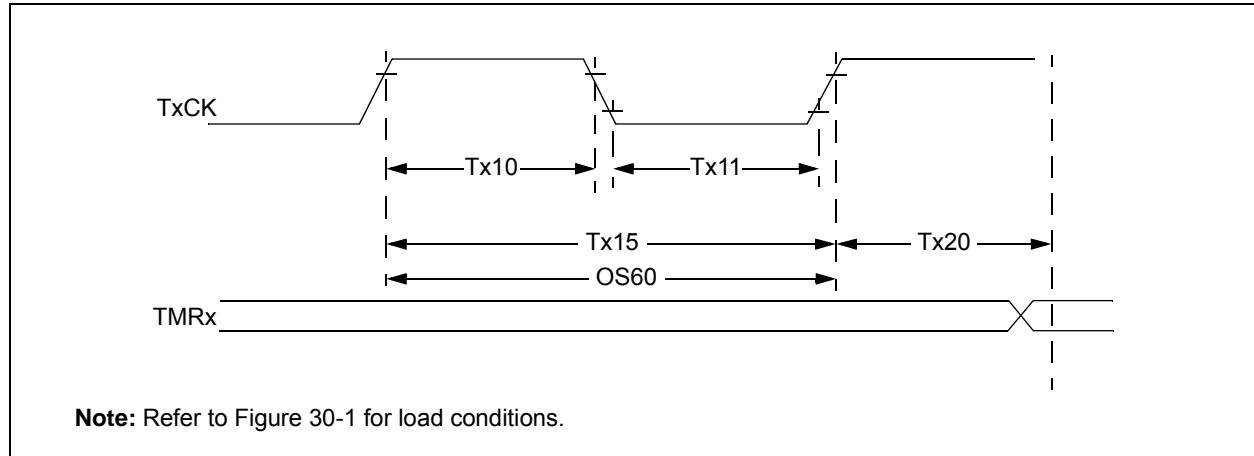 TxCK
Tx10 Tx11
Tx15 Tx20
OS60
TMRx
Note: Refer to Figure 30-1 for load conditions.